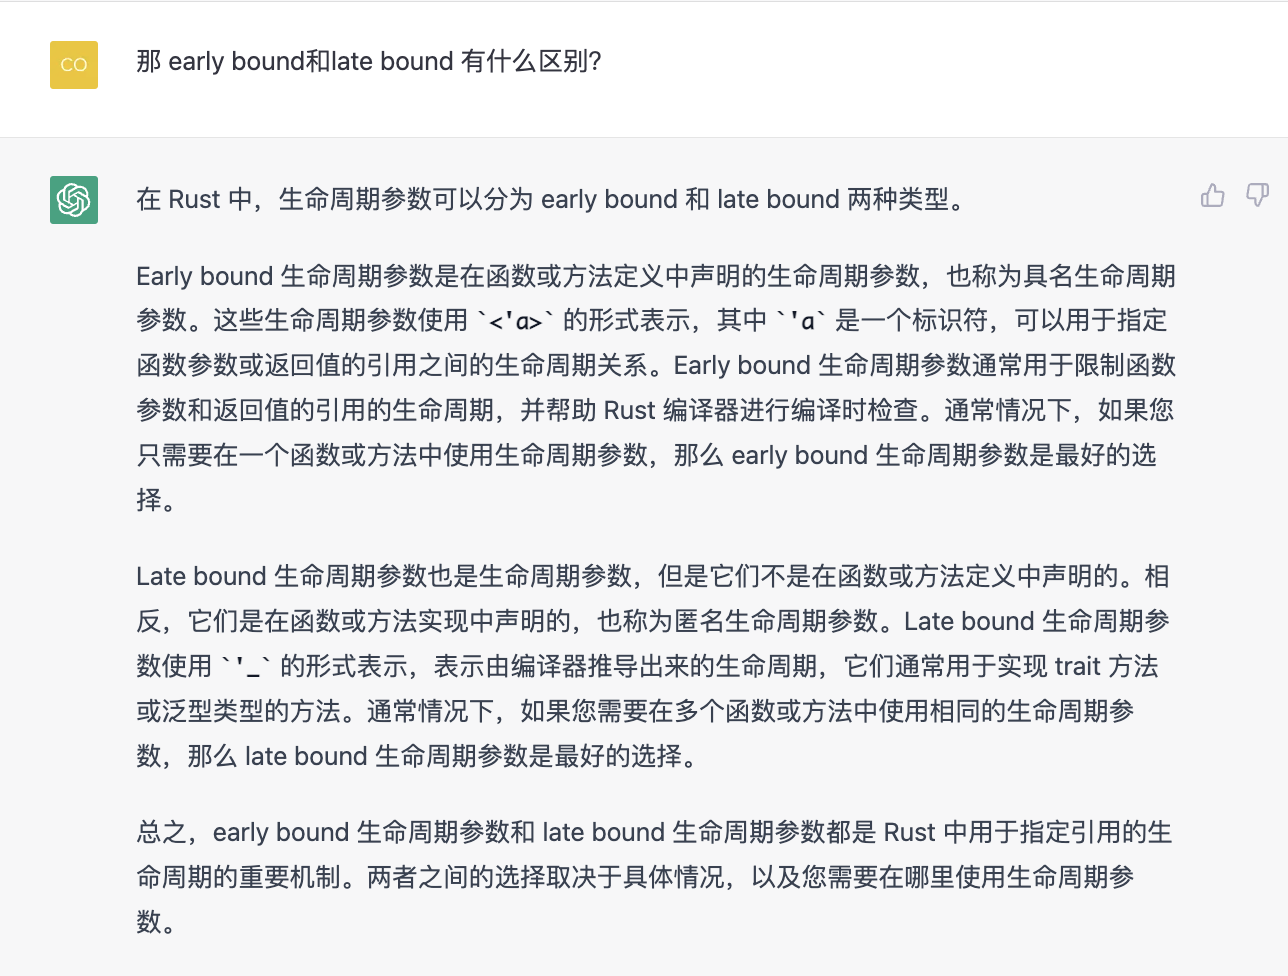 CO
那 early bound和late bound 有什么区别?
在 Rust 中，生命周期参数可以分为 early bound 和 late bound 两种类型。
Early bound 生命周期参数是在函数或方法定义中声明的生命周期参数，也称为具名生命周期
参数。这些生命周期参数使用 `<'a>` 的形式表示，其中 `'a` 是一个标识符，可以用于指定
函数参数或返回值的引用之间的生命周期关系。Early bound 生命周期参数通常用于限制函数
参数和返回值的引用的生命周期，并帮助 Rust 编译器进行编译时检查。通常情况下，如果您
只需要在一个函数或方法中使用生命周期参数，那么 early bound 生命周期参数是最好的选
择。
Late bound 生命周期参数也是生命周期参数，但是它们不是在函数或方法定义中声明的。相
反，它们是在函数或方法实现中声明的，也称为匿名生命周期参数。Late bound 生命周期参
数使用 `'_` 的形式表示，表示由编译器推导出来的生命周期，它们通常用于实现 trait 方法
或泛型类型的方法。通常情况下，如果您需要在多个函数或方法中使用相同的生命周期参
数，那么 late bound 生命周期参数是最好的选择。
总之，early bound 生命周期参数和 late bound 生命周期参数都是 Rust 中用于指定引用的生
命周期的重要机制。两者之间的选择取决于具体情况，以及您需要在哪里使用生命周期参
数。